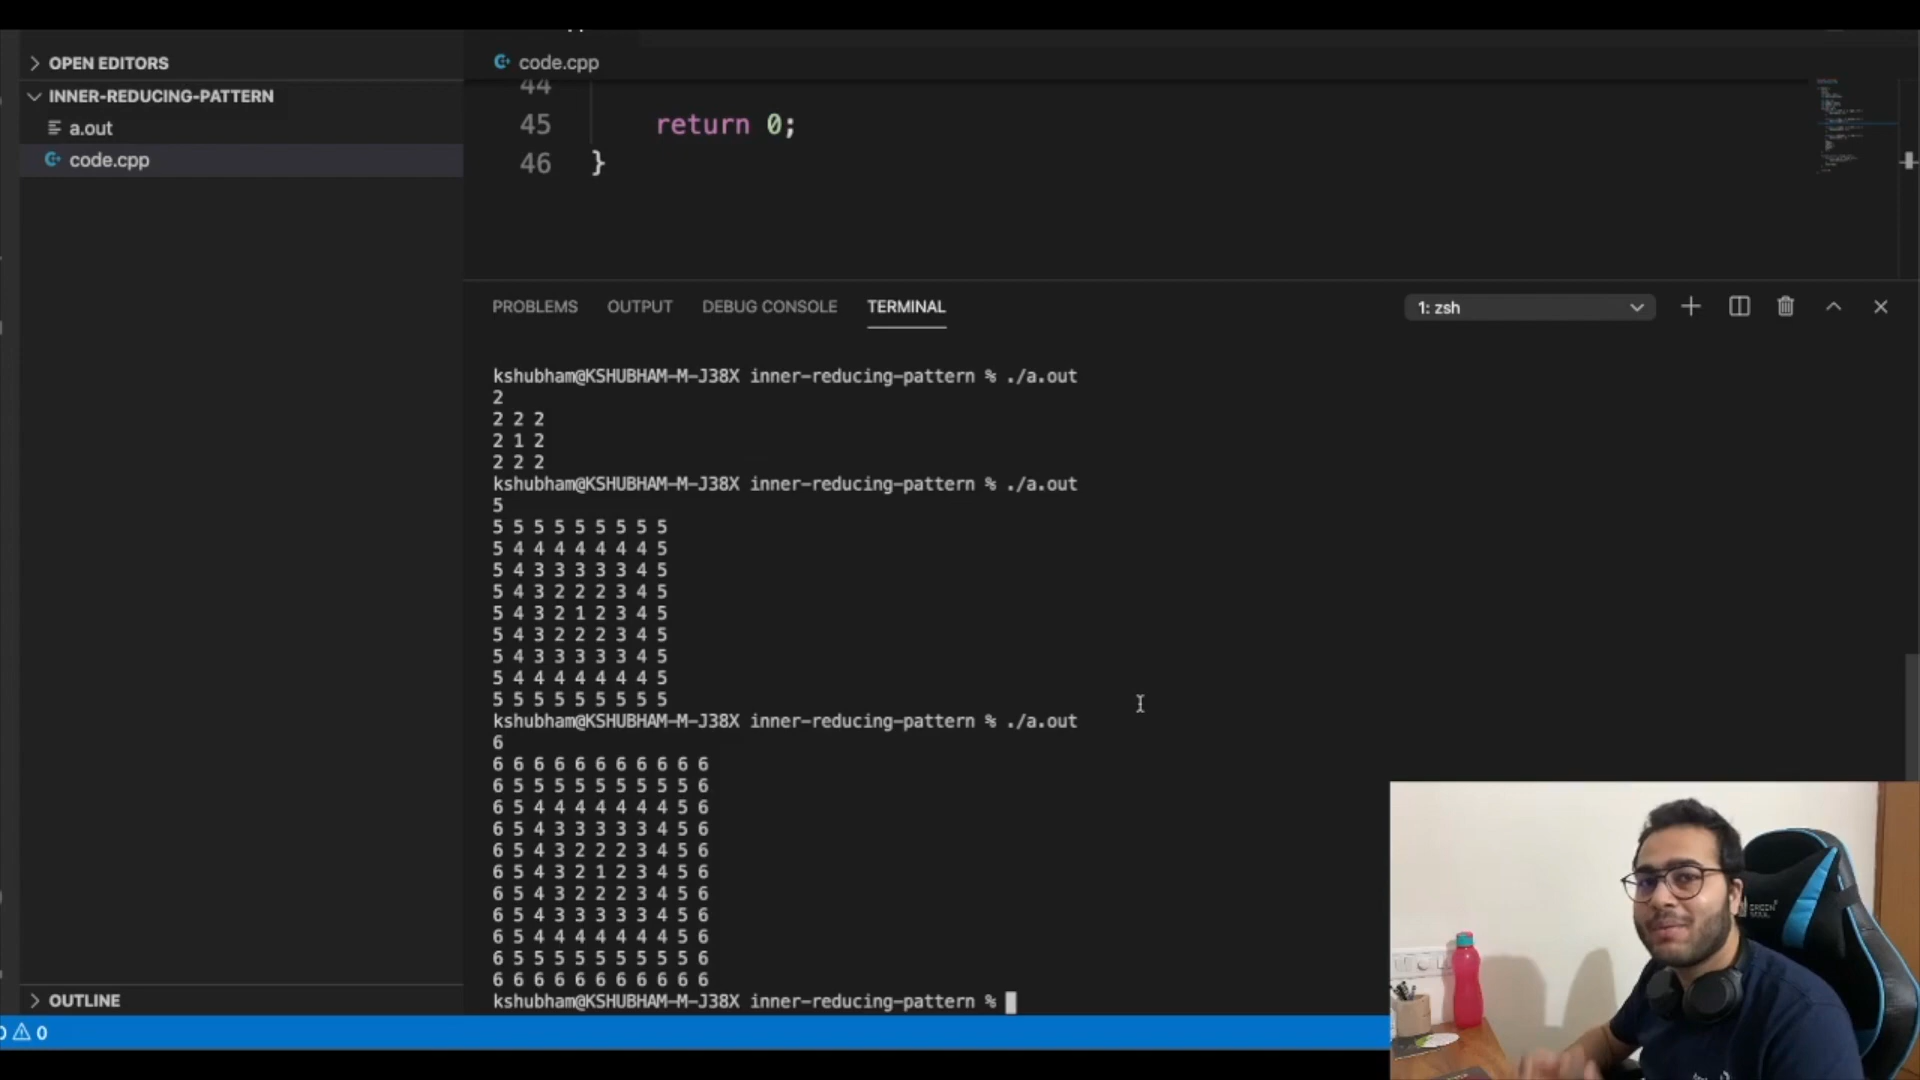 OPEN EDITORS
INNER-REDUCING-PATTERN
a.out
code.cpp
code.cpp
44
45 return 0;
46 }
PROBLEMS OUTPUT DEBUG CONSOLE TERMINAL 1: zsh
kshubham@KSHUBHAM-M-J38X inner-reducing-pattern % ./a.out
2
2 2 2
2 1 2
2 2 2
kshubham@KSHUBHAM-M-J38X inner-reducing-pattern % ./a.out
5
5 5 5 5 5 5 5 5 5
5 4 4 4 4 4 4 4 5
5 4 3 3 3 3 3 4 5
5 4 3 2 2 2 3 4 5
5 4 3 2 1 2 3 4 5
5 4 3 2 2 2 3 4 5
5 4 3 3 3 3 3 4 5
5 4 4 4 4 4 4 4 5
5 5 5 5 5 5 5 5 5
kshubham@KSHUBHAM-M-J38X inner-reducing-pattern % ./a.out
6
6 6 6 6 6 6 6 6 6 6 6
6 5 5 5 5 5 5 5 5 5 6
6 5 4 4 4 4 4 4 4 5 6
6 5 4 3 3 3 3 3 4 5 6
6 5 4 3 2 2 2 3 4 5 6
6 5 4 3 2 1 2 3 4 5 6
6 5 4 3 2 2 2 3 4 5 6
6 5 4 3 3 3 3 3 4 5 6
6 5 4 4 4 4 4 4 4 5 6
6 5 5 5 5 5 5 5 5 5 6
6 6 6 6 6 6 6 6 6 6 6
kshubham@KSHUBHAM-M-J38X inner-reducing-pattern %
OUTLINE
0
GREEN
SOUL